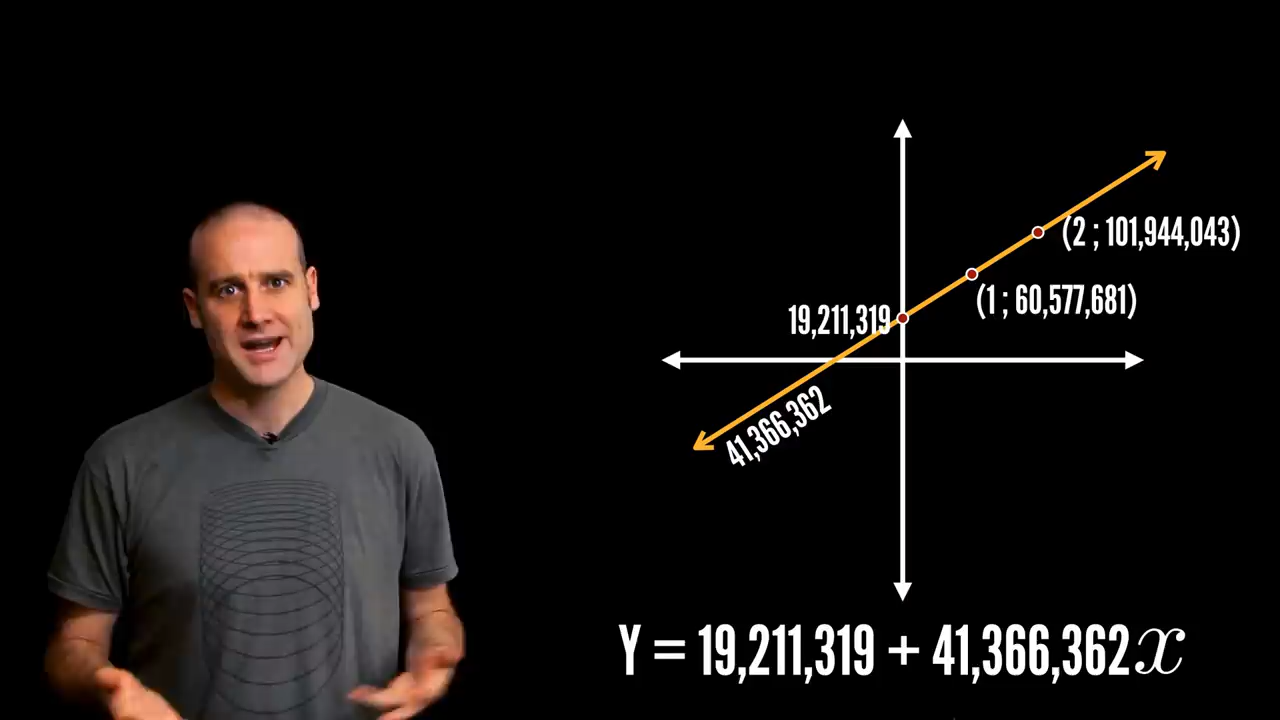 (2 ; 101,944,043)
(1 ; 60,577,681)
19,211,319
41,366,362
Y = 19,211,319 + 41,366,362x